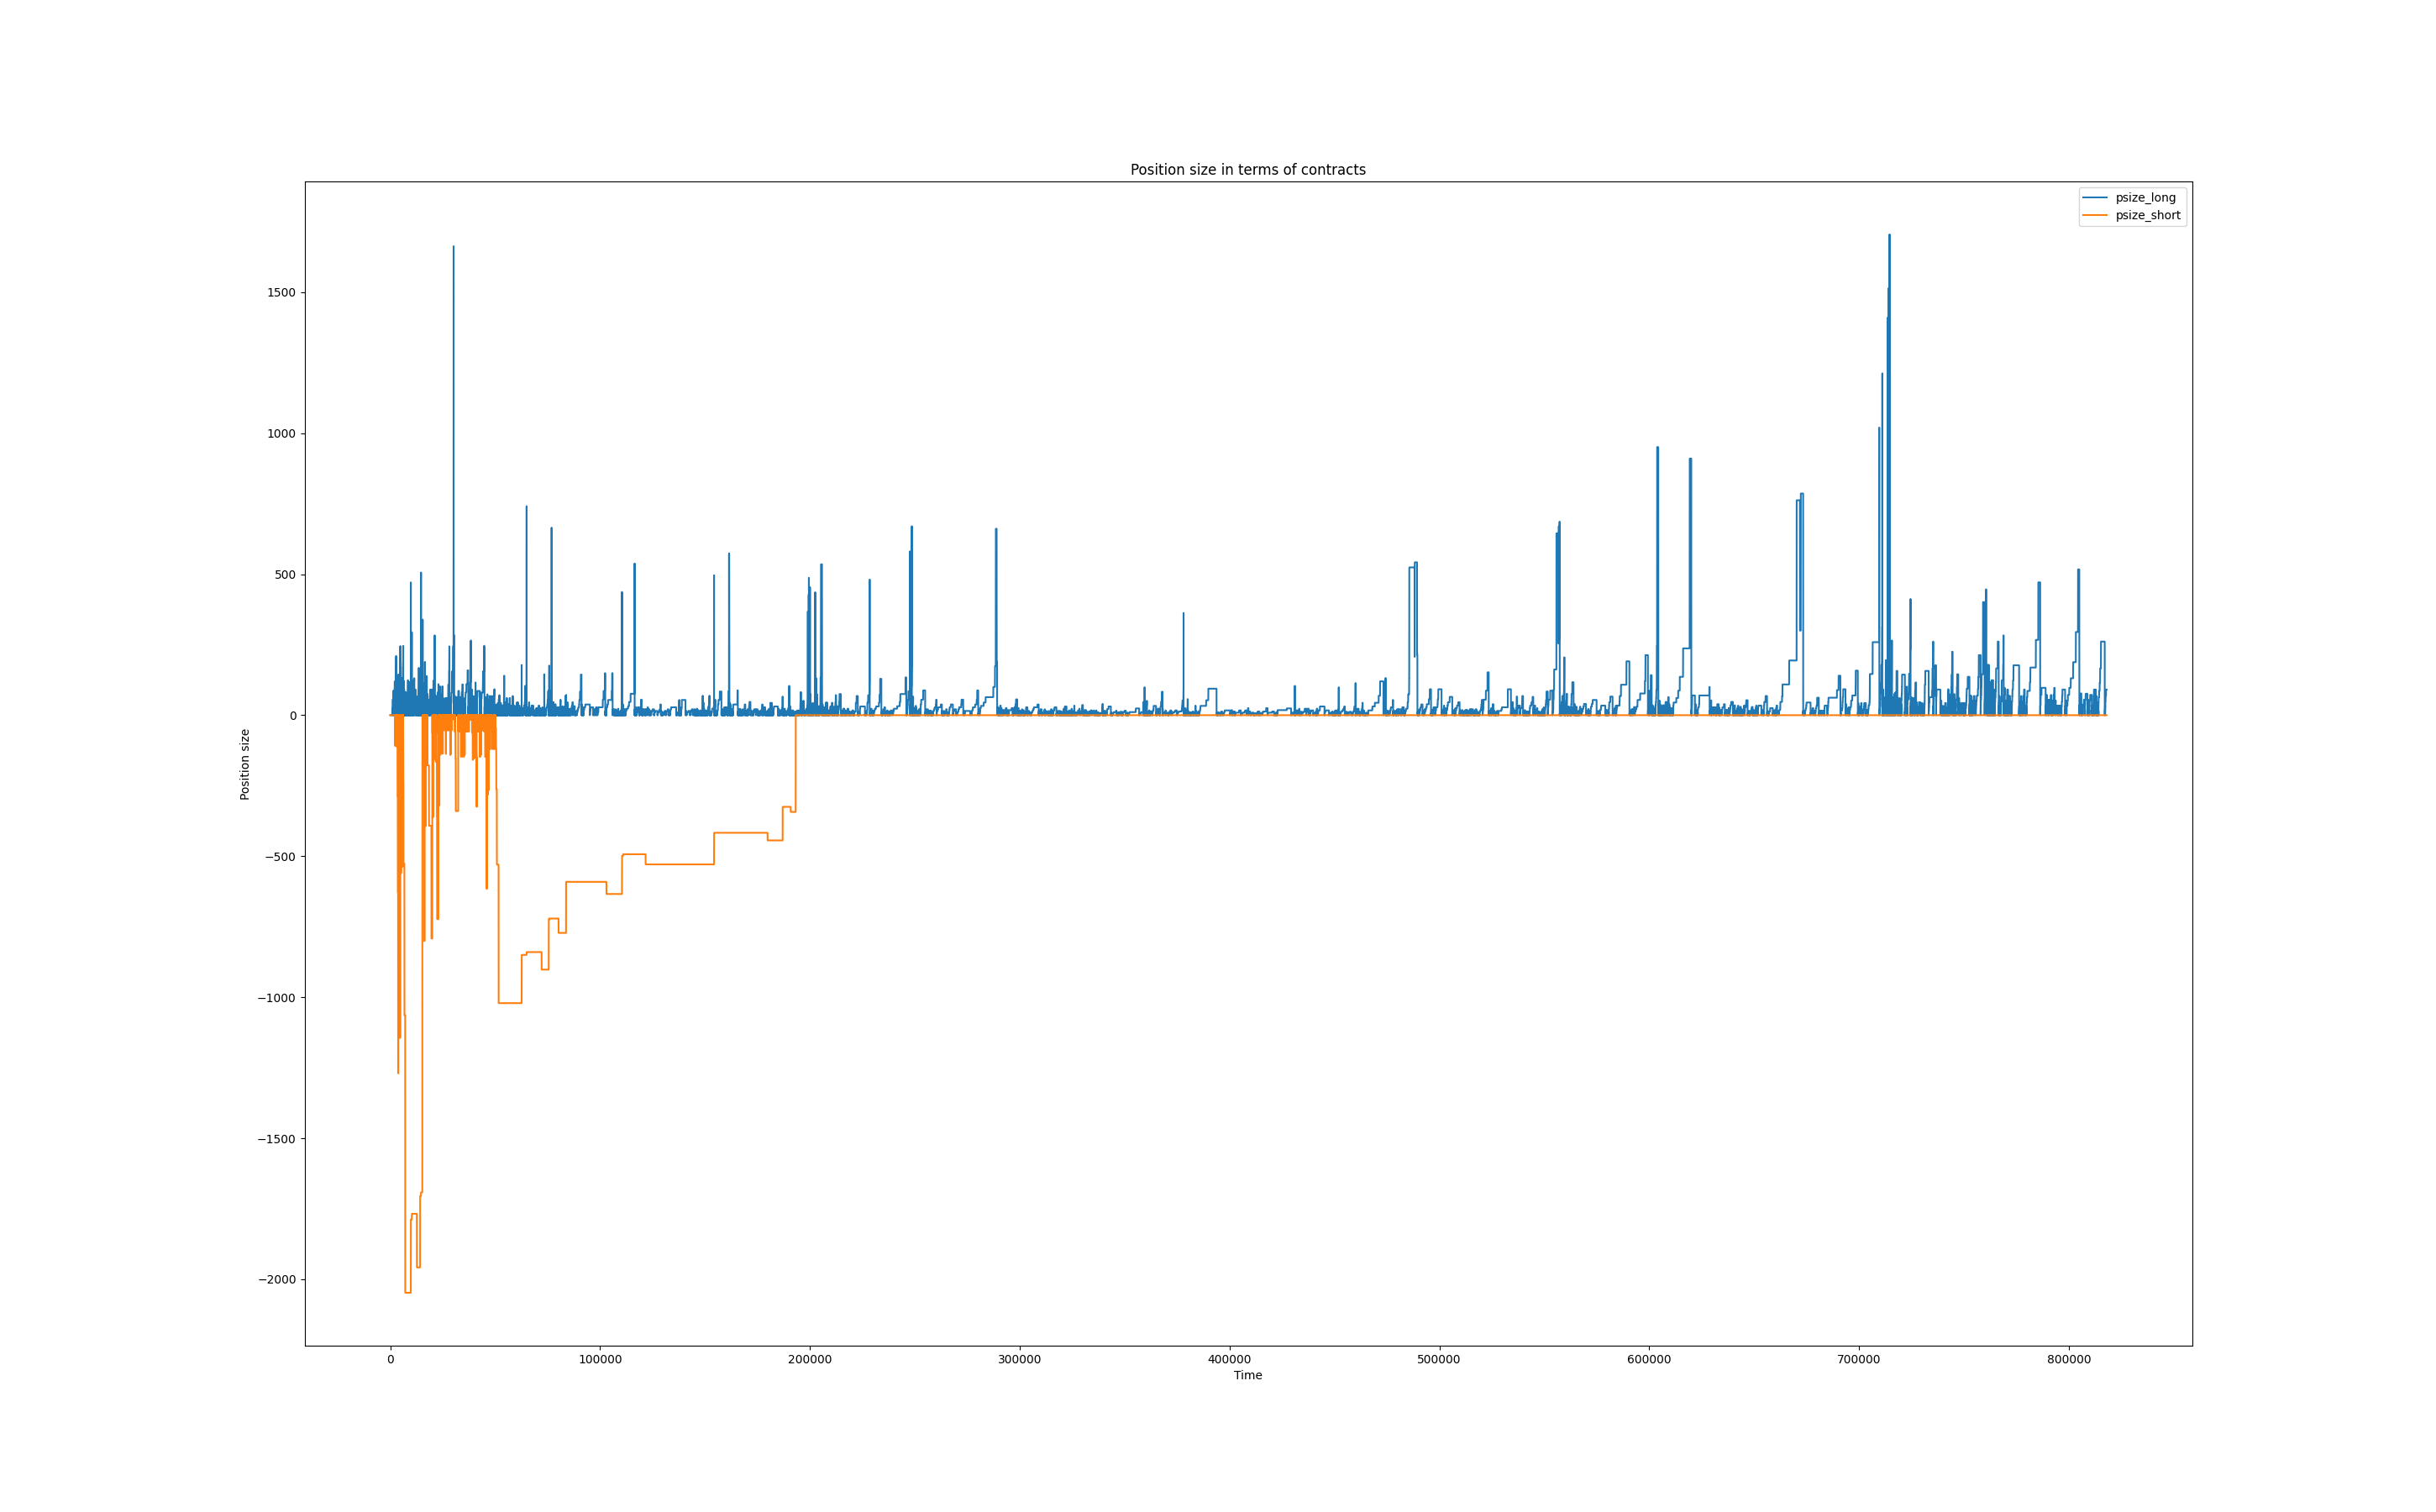 Position size in terms of contracts
psize_long
psize_short
1500
1000
500
0
−500
−1000
−1500
−2000
Position size
0 100000 200000 300000 400000 500000 600000 700000 800000
Time